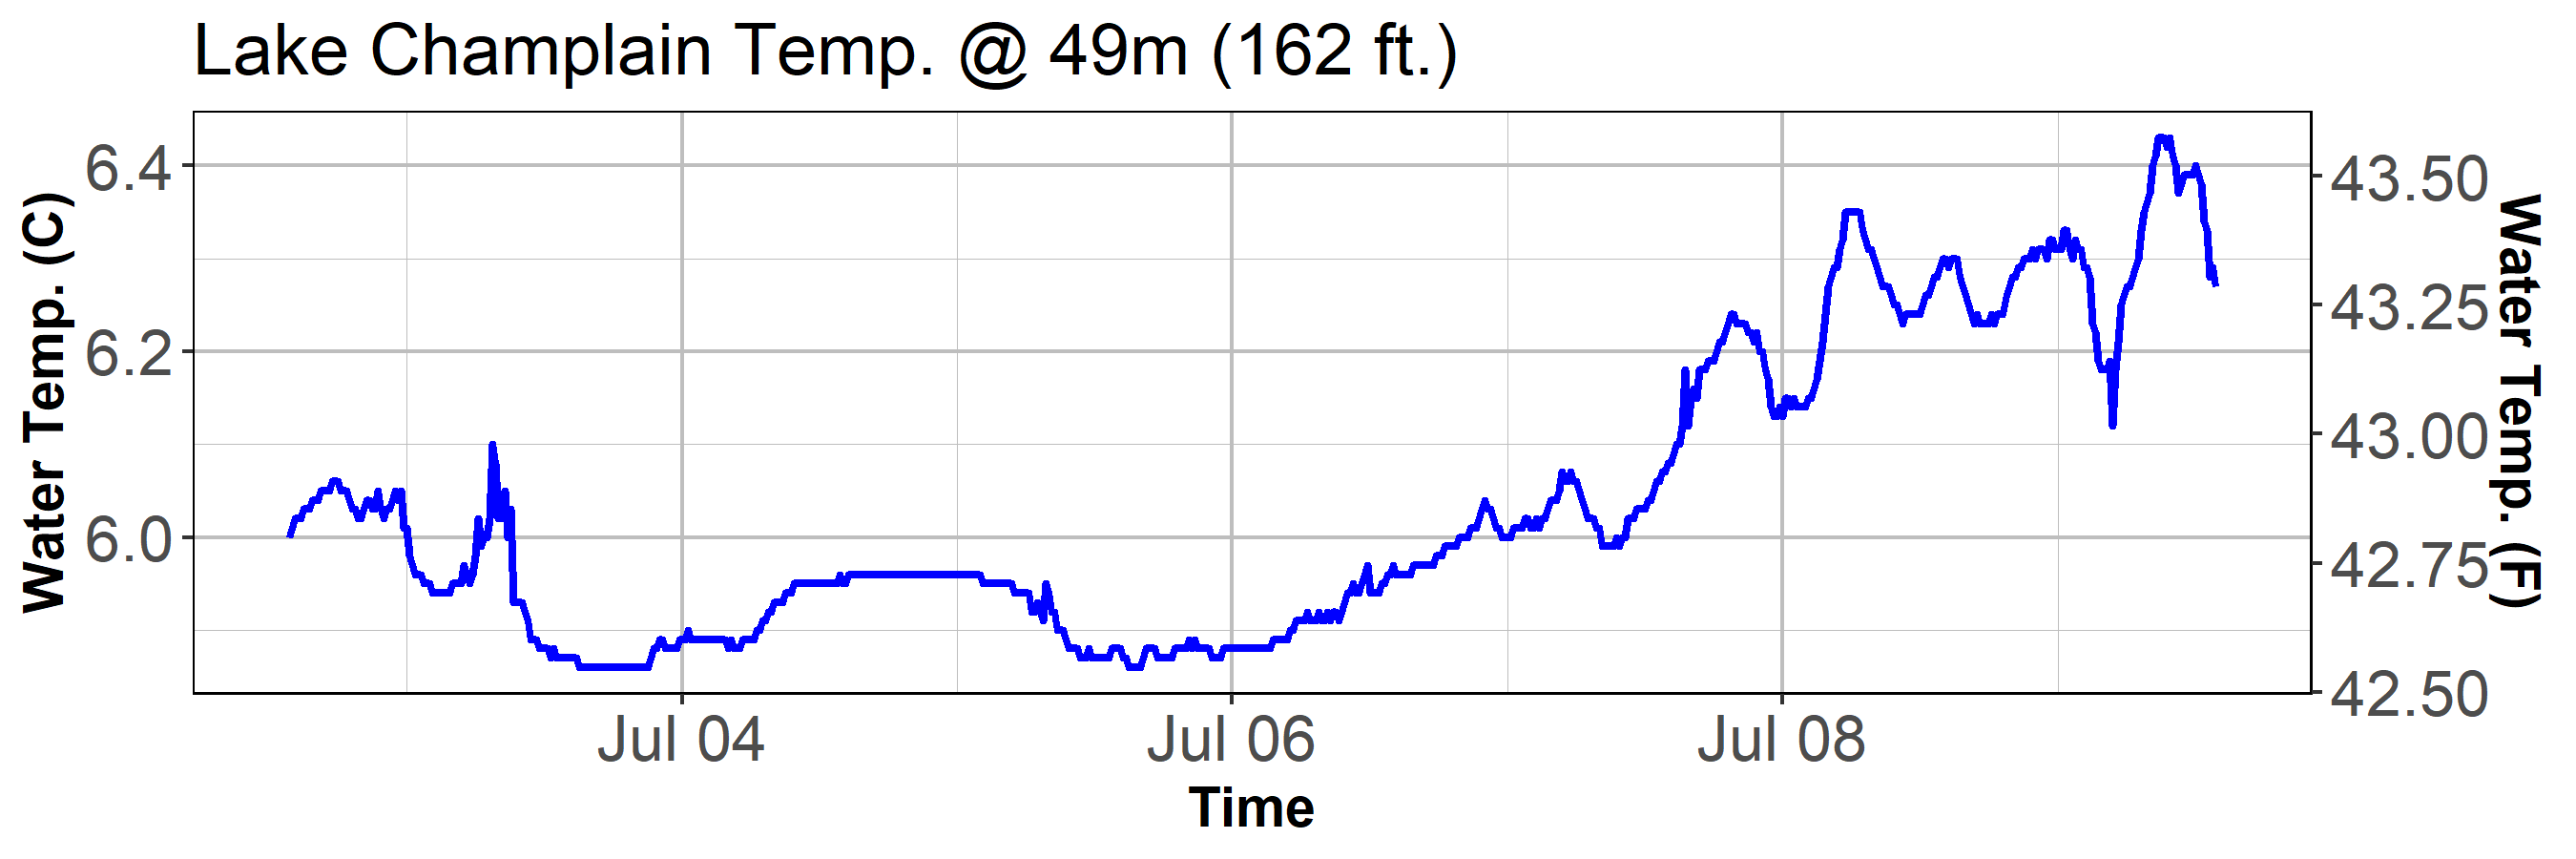 Lake Champlain Temp. @ 49m (162 ft.)
Water Temp. (C)
6.4
6.2
6.0
43.50
43.25
43.00
42.75
42.50
Water Temp. (F)
Jul 04
Jul 06
Jul 08
Time